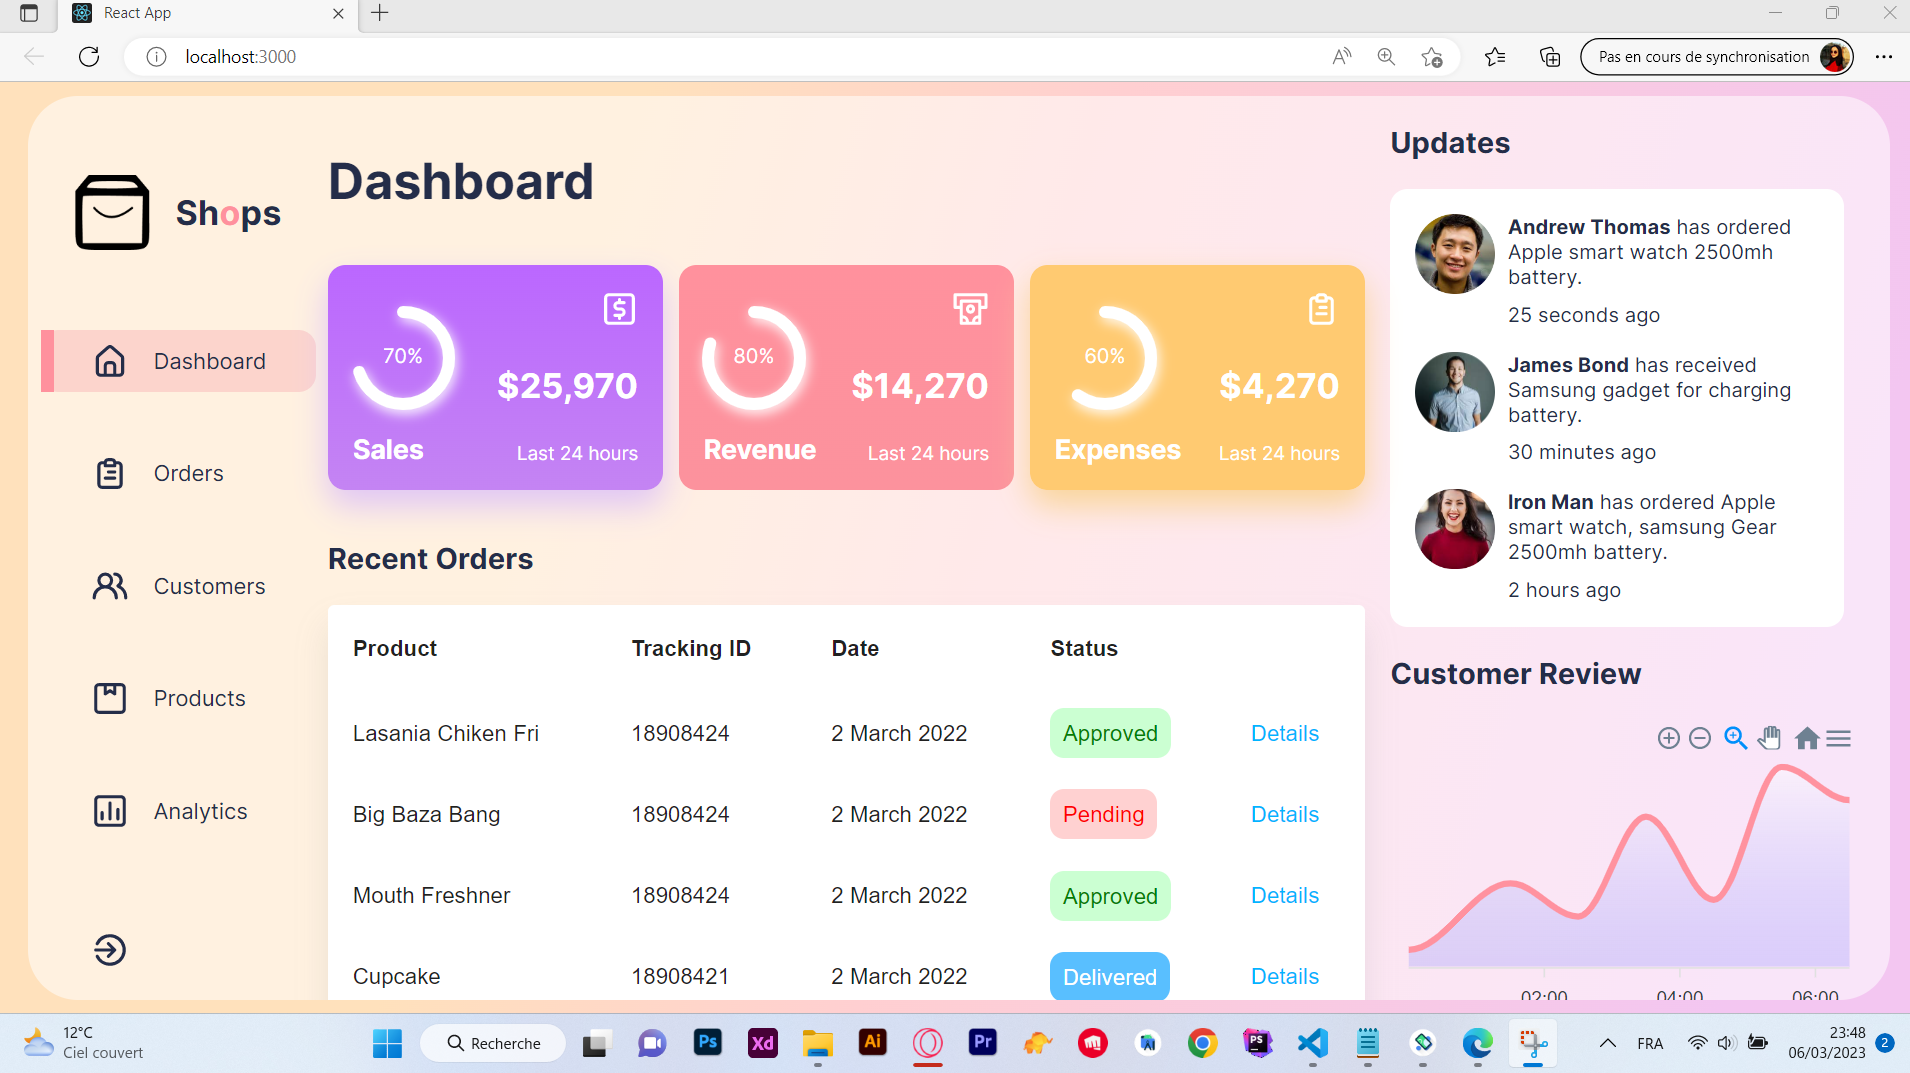 React App
localhost:3000
Pas en cours de synchronisation
Shops
Dashboard
Orders
Customers
Products
Analytics
Dashboard
70%
$25,970
Sales
Last 24 hours
80%
$14,270
Revenue
Last 24 hours
60%
$4,270
Expenses
Last 24 hours
Recent Orders
Product Tracking ID Date Status
Lasania Chiken Fri 18908424 2 March 2022 Approved Details
Big Baza Bang 18908424 2 March 2022 Pending Details
Mouth Freshner 18908424 2 March 2022 Approved Details
Cupcake 18908421 2 March 2022 Delivered Details
Updates
Andrew Thomas has ordered
Apple smart watch 2500mh
battery.
25 seconds ago
James Bond has received
Samsung gadget for charging
battery.
30 minutes ago
Iron Man has ordered Apple
smart watch, samsung Gear
2500mh battery.
2 hours ago
Customer Review
02:00 04:00 06:00
12°C
Ciel couvert
Recherche
Ps
Xd
Ai
Pr
PS
FRA
23:48
06/03/2023
2